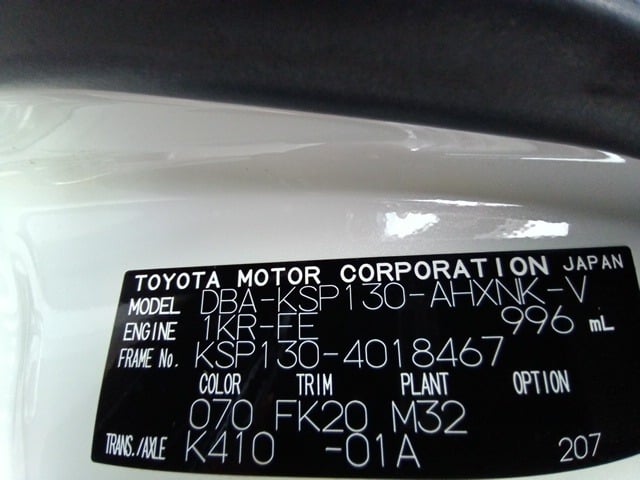 TOYOTA MOTOR CORPORATION JAPAN
MODEL DBA-KSP130-AHXNK-V
ENGINE 1KR-FE 996 mL
FRAME No. KSP130-4018467
COLOR TRIM PLANT OPTION
070 FK20 M32
TRANS./AXLE K410 -01A 207